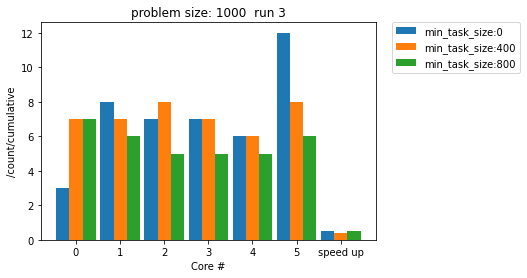 problem size: 1000  run 3
min_task_size:0
min_task_size:400
min_task_size:800
/count/cumulative
12
10
8
6
4
2
0
0 1 2 3 4 5 speed up
Core #